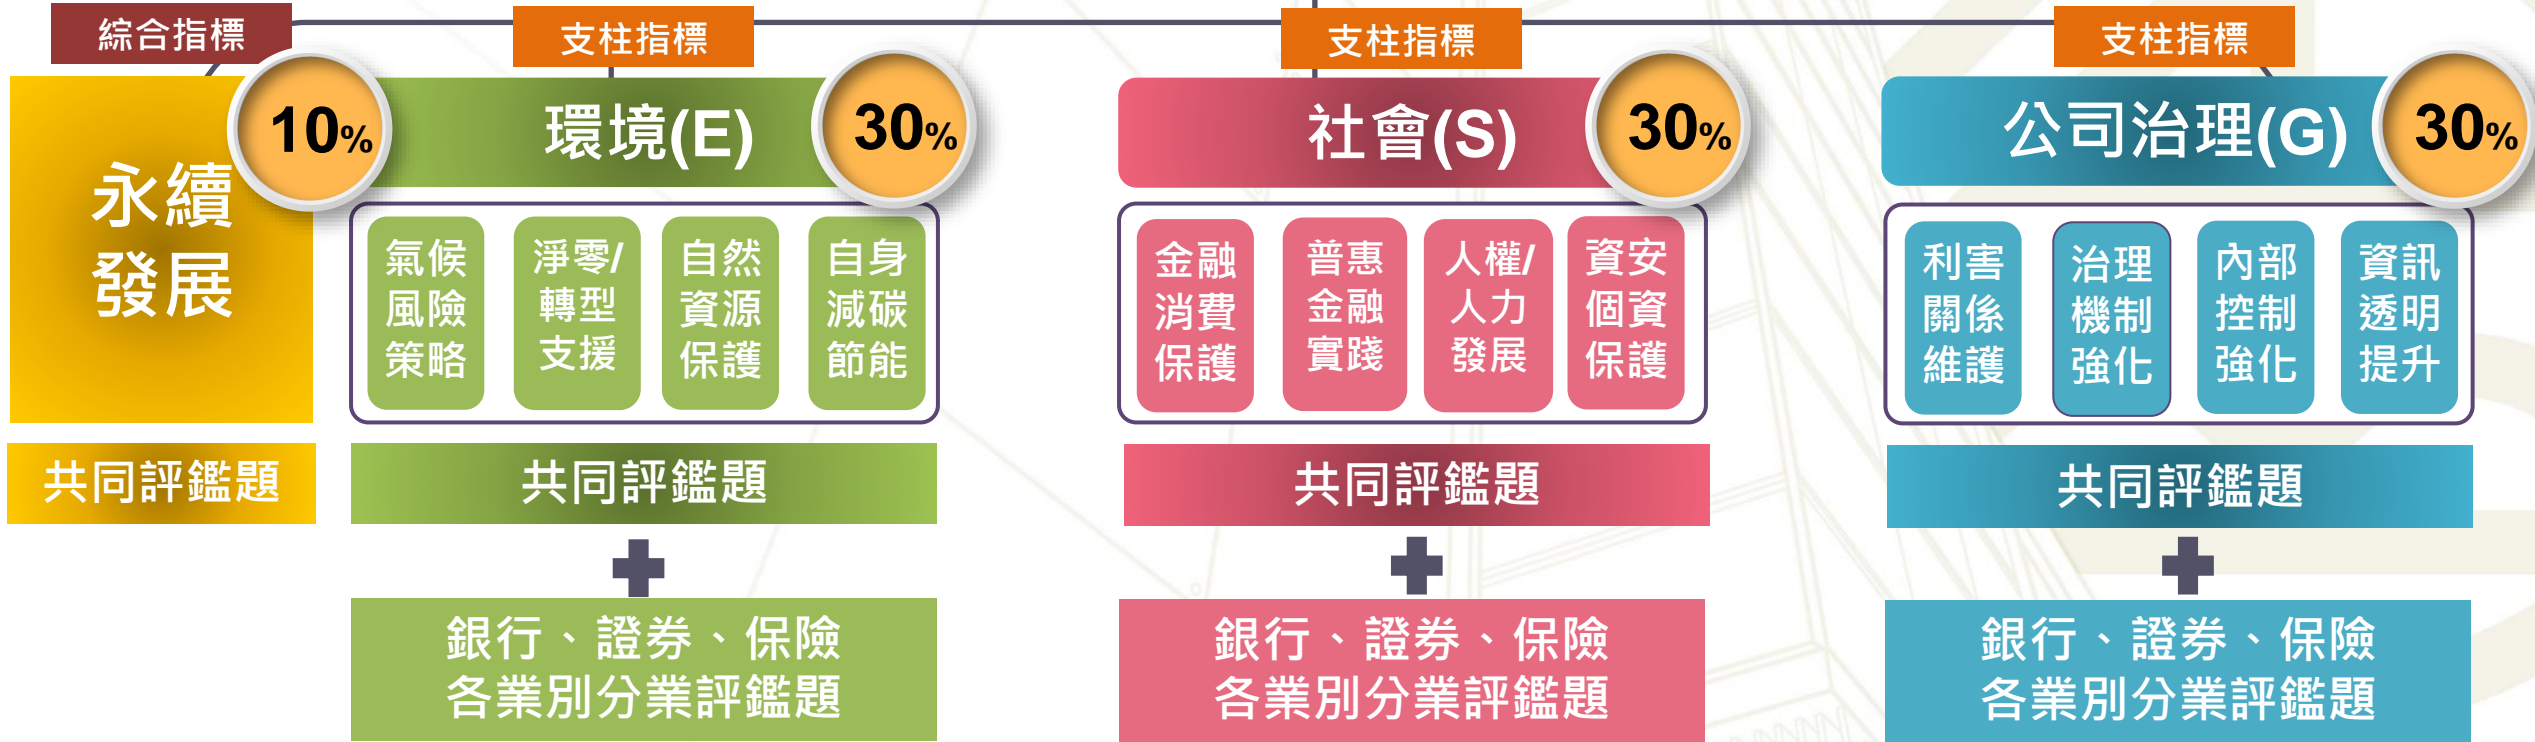 綜合指標
支柱指標
支柱指標
支柱指標
永續
發展
10%
環境(E)
30%
社會(S)
30%
公司治理(G)
30%
氣候
風險
策略
淨零/
轉型
支援
自然
資源
保護
自身
減碳
節能
金融
消費
保護
普惠
金融
實踐
人權/
人力
發展
資安
個資
保護
利害
關係
維護
治理
機制
強化
內部
控制
強化
資訊
透明
提升
共同評鑑題
共同評鑑題
共同評鑑題
共同評鑑題
銀行、證券、保險
各業別分業評鑑題
銀行、證券、保險
各業別分業評鑑題
銀行、證券、保險
各業別分業評鑑題